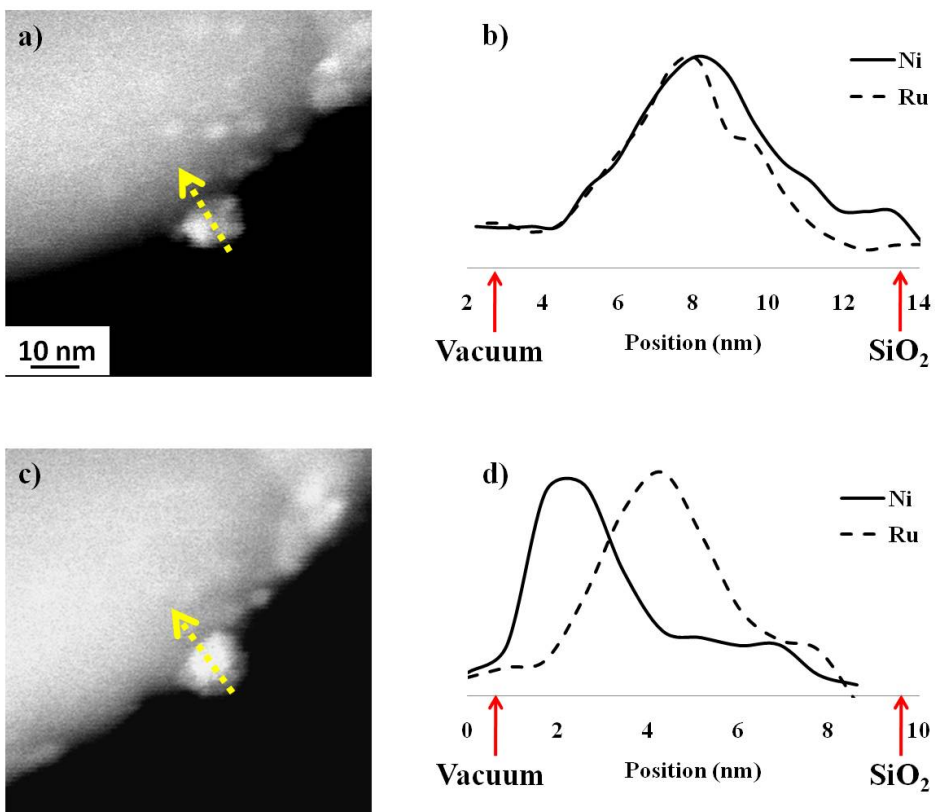 a)
10 nm
b)
Ni
Ru
2 4 6 8 10 12 14
Vacuum Position (nm) SiO₂
c)
d)
Ni
Ru
0 2 4 6 8 10
Vacuum Position (nm) SiO₂